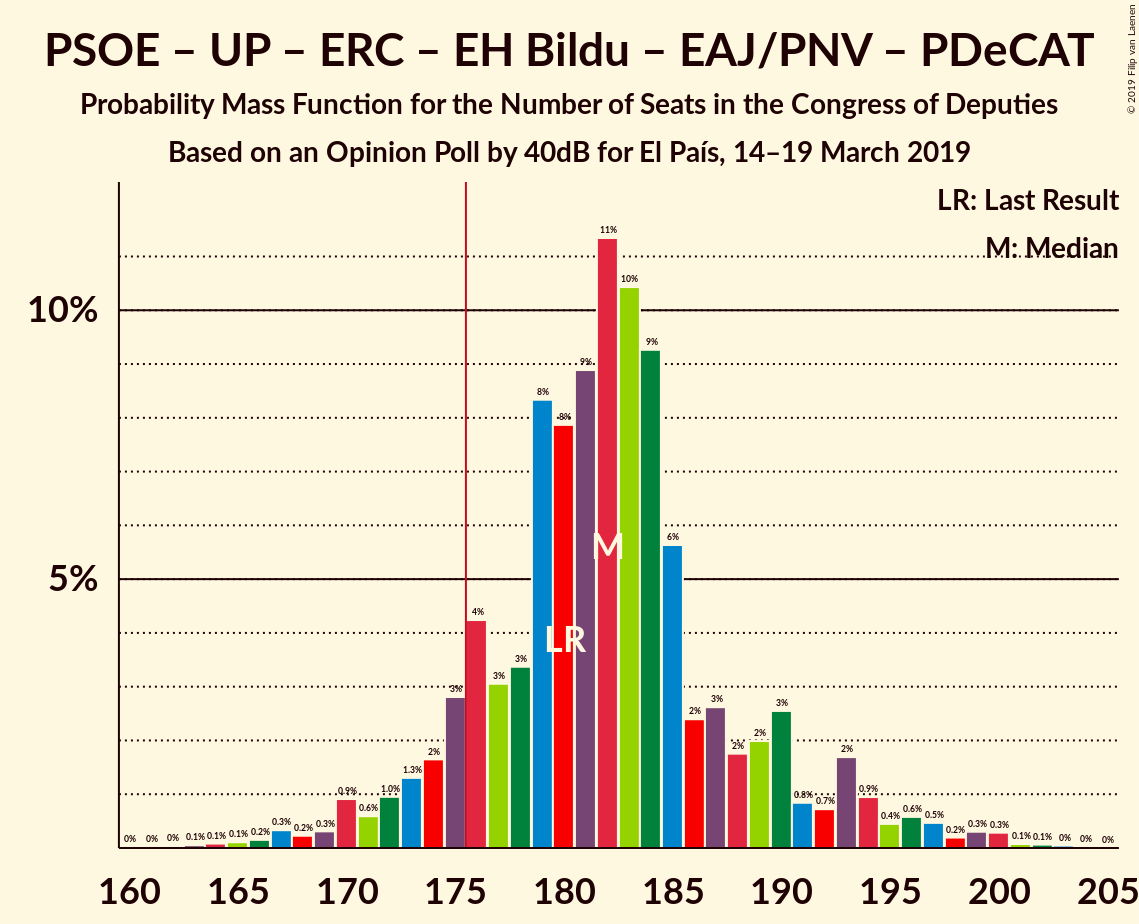 PSOE – UP – ERC – EH Bildu – EAJ/PNV – PDeCAT
Probability Mass Function for the Number of Seats in the Congress of Deputies
Based on an Opinion Poll by 40dB for El País, 14–19 March 2019
© 2019 Filip van Laenen
LR: Last Result
M: Median
10%
5%
0% 0% 0% 0.1% 0.1% 0.1% 0.2% 0.3% 0.2% 0.3% 0.9% 0.6% 1.0% 1.3% 2% 3% 4% 3% 3% 8% 8% 9% 11% 10% 9% 6% 2% 3% 2% 2% 3% 0.8% 0.7% 2% 0.9% 0.4% 0.6% 0.5% 0.2% 0.3% 0.3% 0.1% 0.1% 0% 0% 0%
M
LR
160 165 170 175 180 185 190 195 200 205